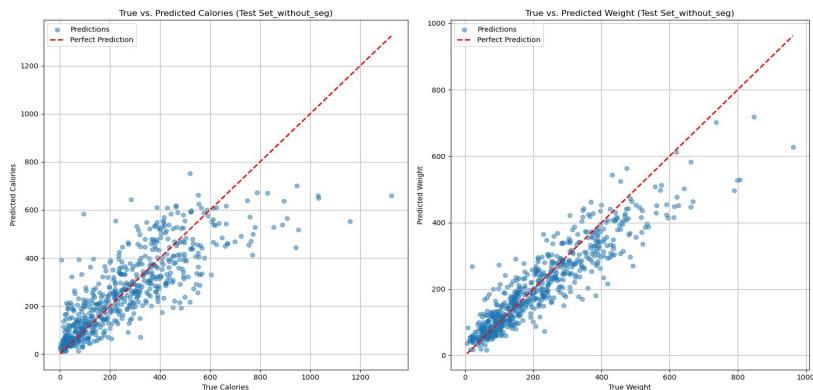 True vs. Predicted Calories (Test Set_without_seg)
Predictions
Perfect Prediction
1200
1000
800
600
400
200
0
Predicted Calories
0 200 400 600 800 1000 1200
True Calories
True vs. Predicted Weight (Test Set_without_seg)
Predictions
Perfect Prediction
1000
800
600
400
200
0
Predicted Weight
0 200 400 600 800 1000
True Weight